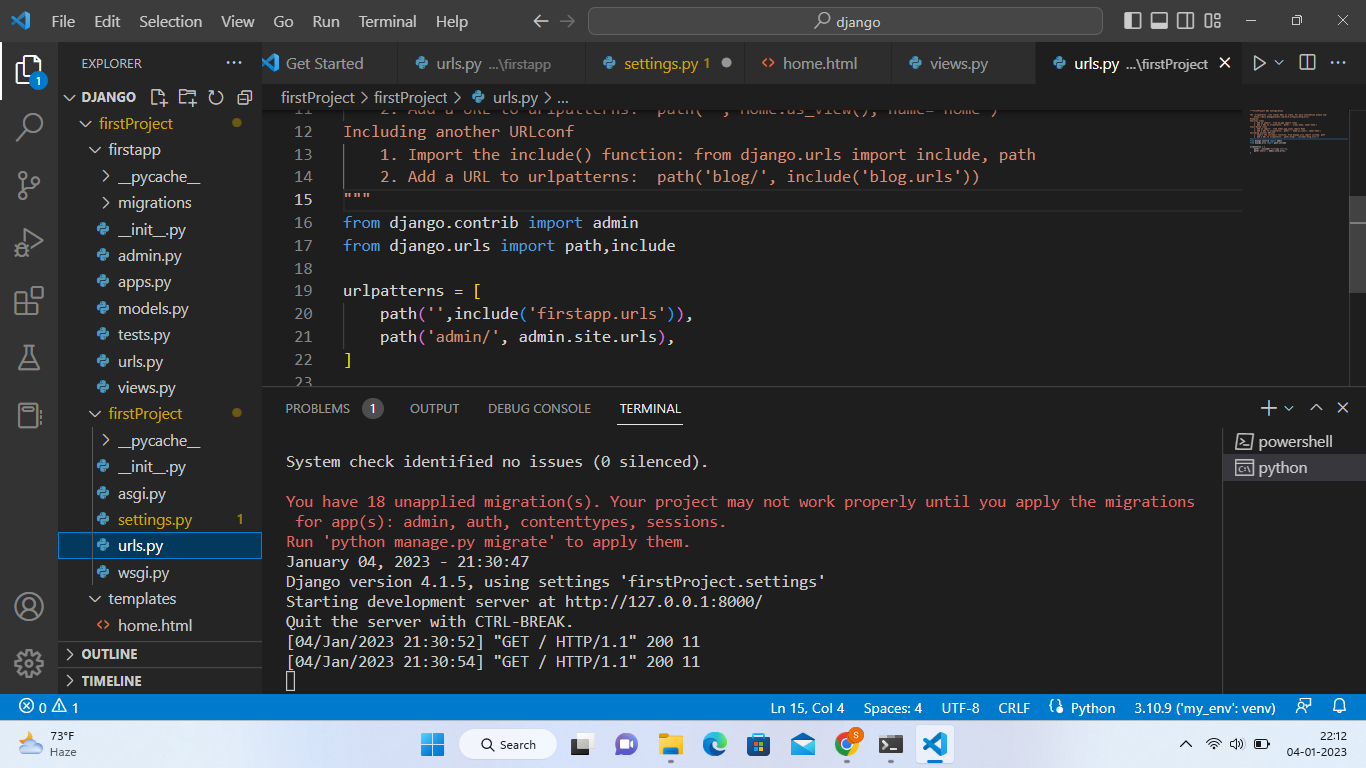 File Edit Selection View Go Run Terminal Help
django
EXPLORER
Get Started
urls.py ...\firstapp
settings.py 1
home.html
views.py
urls.py ...\firstProject
1
DJANGO
firstProject > firstProject > urls.py > ...
firstProject
firstapp
__pycache__
migrations
__init__.py
admin.py
apps.py
models.py
tests.py
urls.py
views.py
firstProject
__pycache__
__init__.py
asgi.py
settings.py 1
urls.py
wsgi.py
templates
home.html
OUTLINE
TIMELINE
11 2. Add a URL to urlpatterns: path('', Home.as_view(), name='home')
12 Including another URLconf
13 1. Import the include() function: from django.urls import include, path
14 2. Add a URL to urlpatterns: path('blog/', include('blog.urls'))
15 """
16 from django.contrib import admin
17 from django.urls import path,include
18
19 urlpatterns = [
20 path('',include('firstapp.urls')),
21 path('admin/', admin.site.urls),
22 ]
23
PROBLEMS 1 OUTPUT DEBUG CONSOLE TERMINAL
powershell
python
System check identified no issues (0 silenced).
You have 18 unapplied migration(s). Your project may not work properly until you apply the migrations
for app(s): admin, auth, contenttypes, sessions.
Run 'python manage.py migrate' to apply them.
January 04, 2023 - 21:30:47
Django version 4.1.5, using settings 'firstProject.settings'
Starting development server at http://127.0.0.1:8000/
Quit the server with CTRL-BREAK.
[04/Jan/2023 21:30:52] "GET / HTTP/1.1" 200 11
[04/Jan/2023 21:30:54] "GET / HTTP/1.1" 200 11
0 1 Ln 15, Col 4 Spaces: 4 UTF-8 CRLF Python 3.10.9 ('my_env': venv)
73°F
Haze
Search
S
22:12
04-01-2023